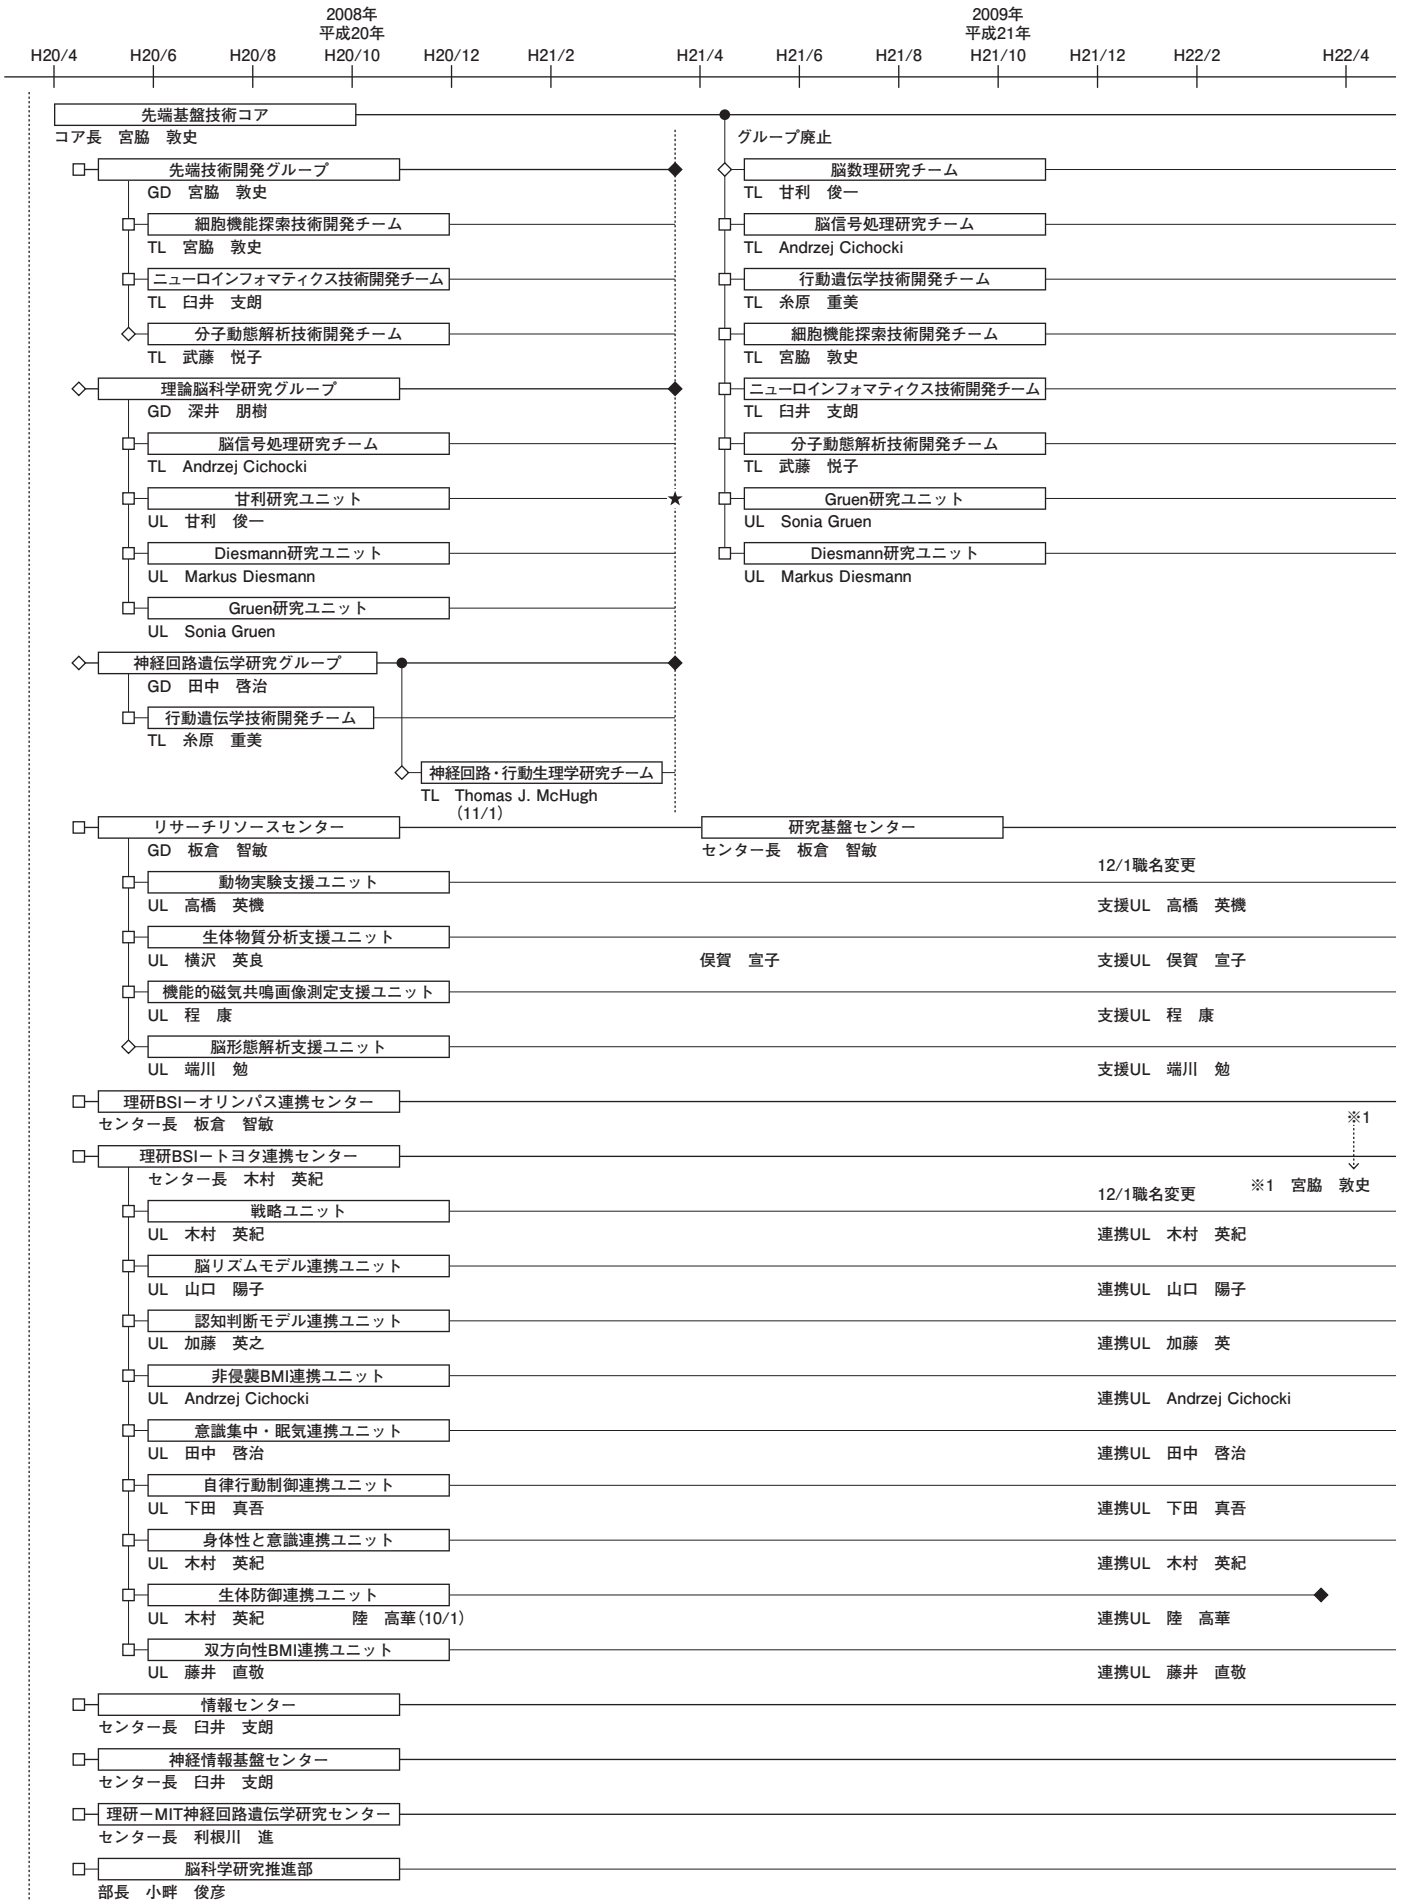 2008年
平成20年
2009年
平成21年
H20/4 H20/6 H20/8 H20/10 H20/12 H21/2 H21/4 H21/6 H21/8 H21/10 H21/12 H22/2 H22/4
先端基盤技術コア
コア長 宮脇 敦史 グループ廃止
先端技術開発グループ 脳数理研究チーム
GD 宮脇 敦史 TL 甘利 俊一
細胞機能探索技術開発チーム 脳信号処理研究チーム
TL 宮脇 敦史 TL Andrzej Cichocki
ニューロインフォマティクス技術開発チーム 行動遺伝学技術開発チーム
TL 臼井 支朗 TL 糸原 重美
分子動態解析技術開発チーム 細胞機能探索技術開発チーム
TL 武藤 悦子 TL 宮脇 敦史
理論脳科学研究グループ ニューロインフォマティクス技術開発チーム
GD 深井 朋樹 TL 臼井 支朗
脳信号処理研究チーム 分子動態解析技術開発チーム
TL Andrzej Cichocki TL 武藤 悦子
甘利研究ユニット ★ Gruen研究ユニット
UL 甘利 俊一 UL Sonia Gruen
Diesmann研究ユニット Diesmann研究ユニット
UL Markus Diesmann UL Markus Diesmann
Gruen研究ユニット
UL Sonia Gruen
神経回路遺伝学研究グループ
GD 田中 啓治
行動遺伝学技術開発チーム
TL 糸原 重美
神経回路・行動生理学研究チーム
TL Thomas J. McHugh
(11/1)
リサーチリソースセンター 研究基盤センター
GD 板倉 智敏 センター長 板倉 智敏
12/1職名変更
動物実験支援ユニット
UL 高橋 英機 支援UL 高橋 英機
生体物質分析支援ユニット
UL 横沢 英良 俣賀 宣子 支援UL 俣賀 宣子
機能的磁気共鳴画像測定支援ユニット
UL 程 康 支援UL 程 康
脳形態解析支援ユニット
UL 端川 勉 支援UL 端川 勉
理研BSI−オリンパス連携センター
センター長 板倉 智敏 ※1
理研BSI−トヨタ連携センター
センター長 木村 英紀 ※1 宮脇 敦史
12/1職名変更
戦略ユニット
UL 木村 英紀 連携UL 木村 英紀
脳リズムモデル連携ユニット
UL 山口 陽子 連携UL 山口 陽子
認知判断モデル連携ユニット
UL 加藤 英之 連携UL 加藤 英
非侵襲BMI連携ユニット
UL Andrzej Cichocki 連携UL Andrzej Cichocki
意識集中・眠気連携ユニット
UL 田中 啓治 連携UL 田中 啓治
自律行動制御連携ユニット
UL 下田 真吾 連携UL 下田 真吾
身体性と意識連携ユニット
UL 木村 英紀 連携UL 木村 英紀
生体防御連携ユニット
UL 木村 英紀 陸 高華(10/1) 連携UL 陸 高華
双方向性BMI連携ユニット
UL 藤井 直敬 連携UL 藤井 直敬
情報センター
センター長 臼井 支朗
神経情報基盤センター
センター長 臼井 支朗
理研−MIT神経回路遺伝学研究センター
センター長 利根川 進
脳科学研究推進部
部長 小畔 俊彦